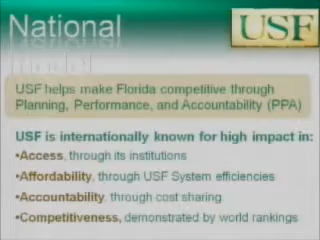 National
USF
USF helps make Florida competitive through
Planning, Performance, and Accountability (PPA)
USF is internationally known for high impact in:
•Access, through its institutions
•Affordability, through USF System efficiencies
•Accountability, through cost sharing
•Competitiveness, demonstrated by world rankings